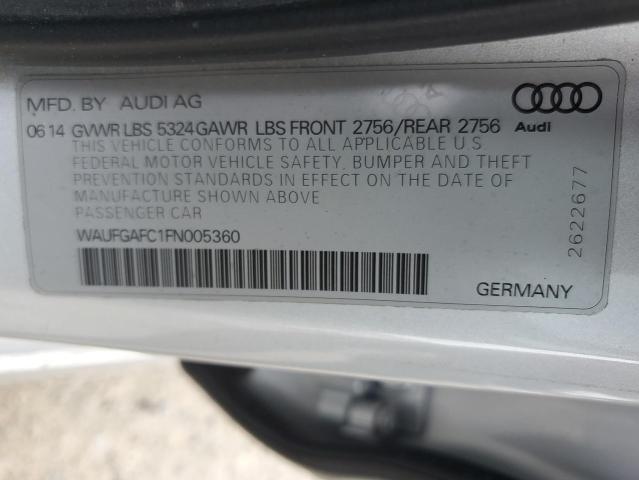 MFD. BY AUDI AG
06 14 GVWR LBS 5324 GAWR LBS FRONT 2756/REAR 2756
Audi
THIS VEHICLE CONFORMS TO ALL APPLICABLE U.S
FEDERAL MOTOR VEHICLE SAFETY, BUMPER AND THEFT
PREVENTION STANDARDS IN EFFECT ON THE DATE OF
MANUFACTURE SHOWN ABOVE
PASSENGER CAR
WAUFGAFC1FN005360
GERMANY
2622677